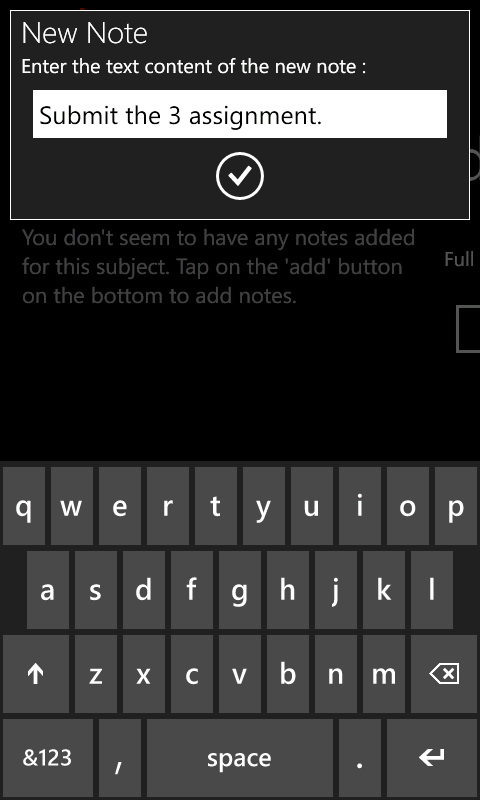 New Note
Enter the text content of the new note :
Submit the 3 assignment.
You don't seem to have any notes added
for this subject. Tap on the 'add' button
on the bottom to add notes.
Full
q w e r t y u i o p
a s d f g h j k l
z x c v b n m
&123 , space .